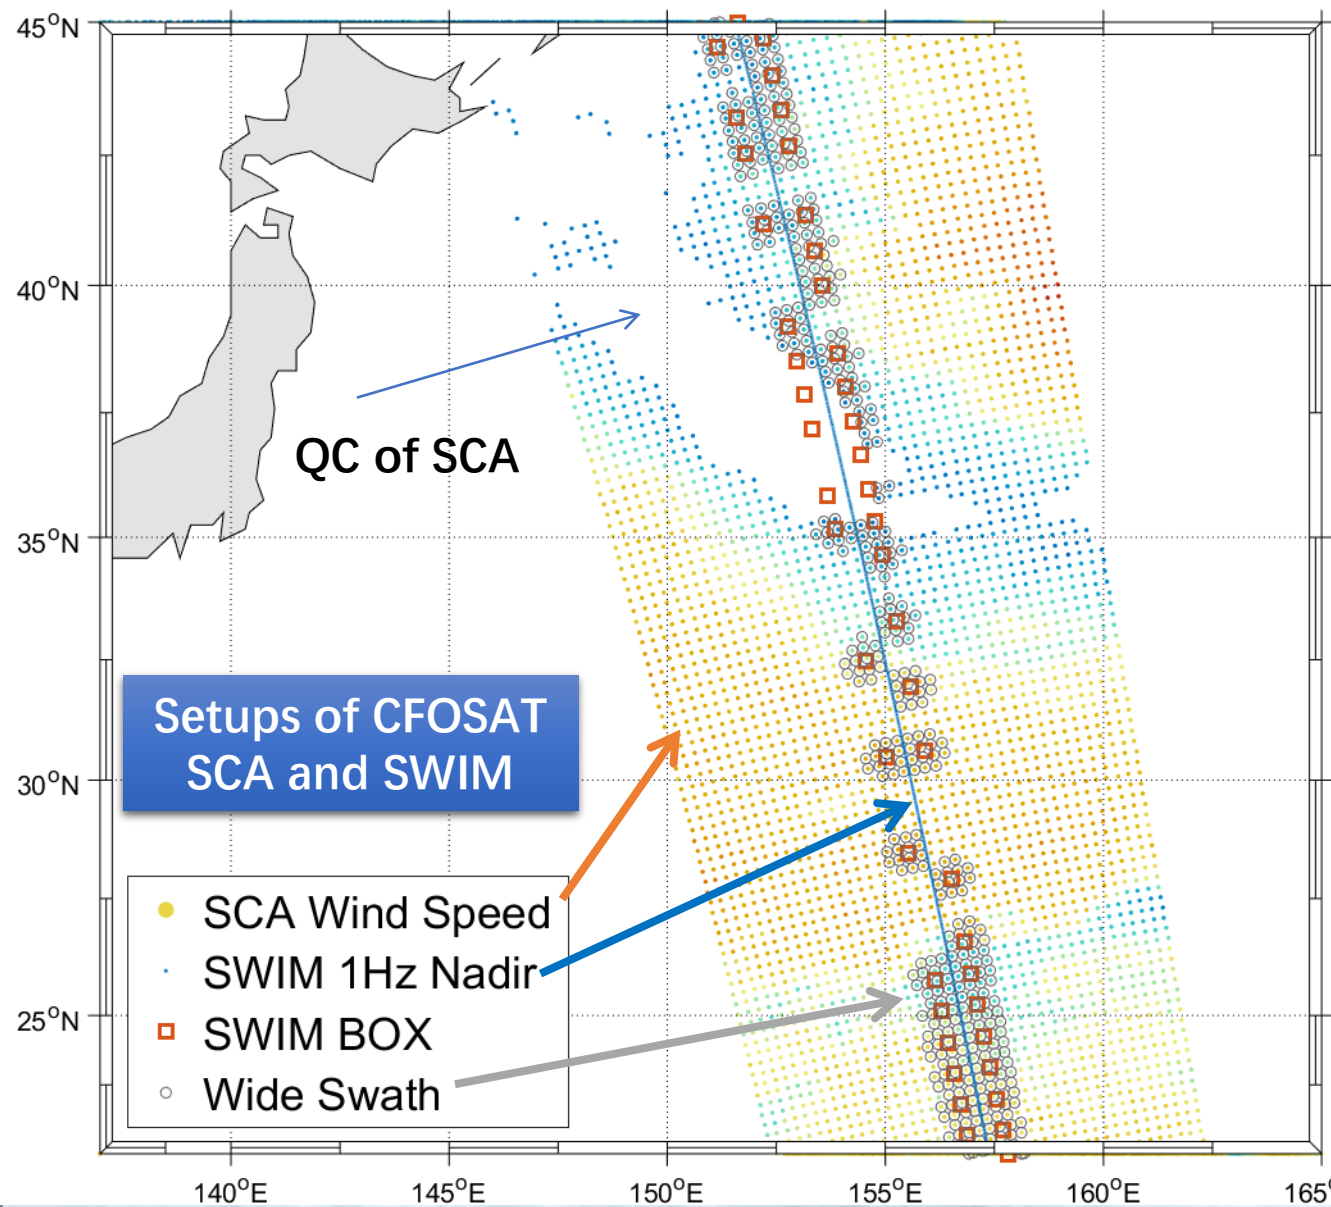 45°N
40°N
QC of SCA
35°N
Setups of CFOSAT
SCA and SWIM
30°N
SCA Wind Speed
SWIM 1Hz Nadir
25°N
SWIM BOX
Wide Swath
140°E 145°E 150°E 155°E 160°E 165°